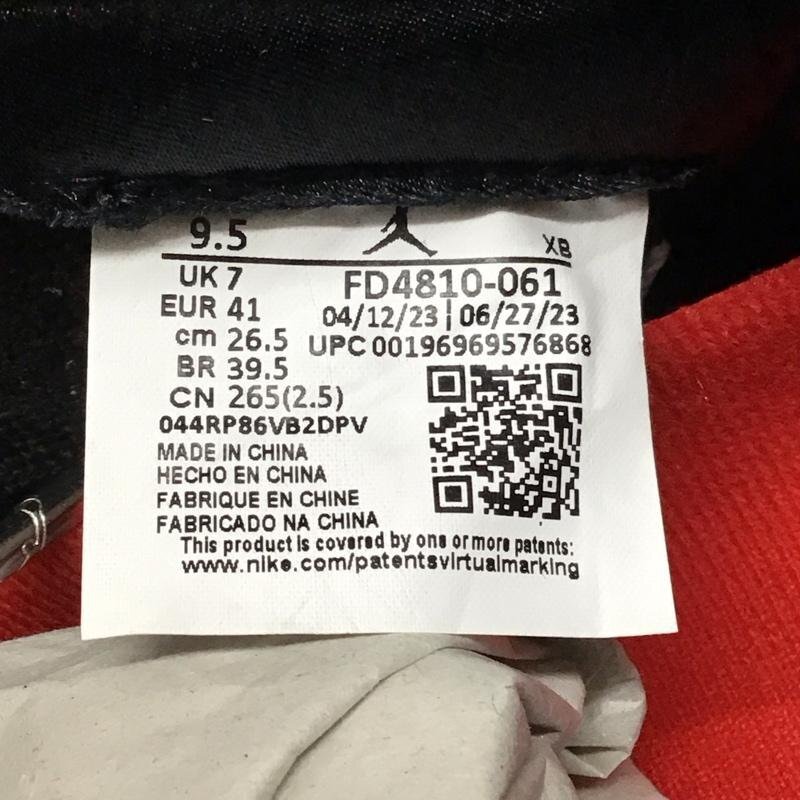 9.5
XB
UK 7
FD4810-061
EUR 41
04/12/23 | 06/27/23
cm 26.5
UPC 00196969576868
BR 39.5
CN 265(2.5)
044RP86VB2DPV
MADE IN CHINA
HECHO EN CHINA
FABRIQUE EN CHINE
FABRICADO NA CHINA
This product is covered by one or more patents:
www.nike.com/patentsvirtualmarking